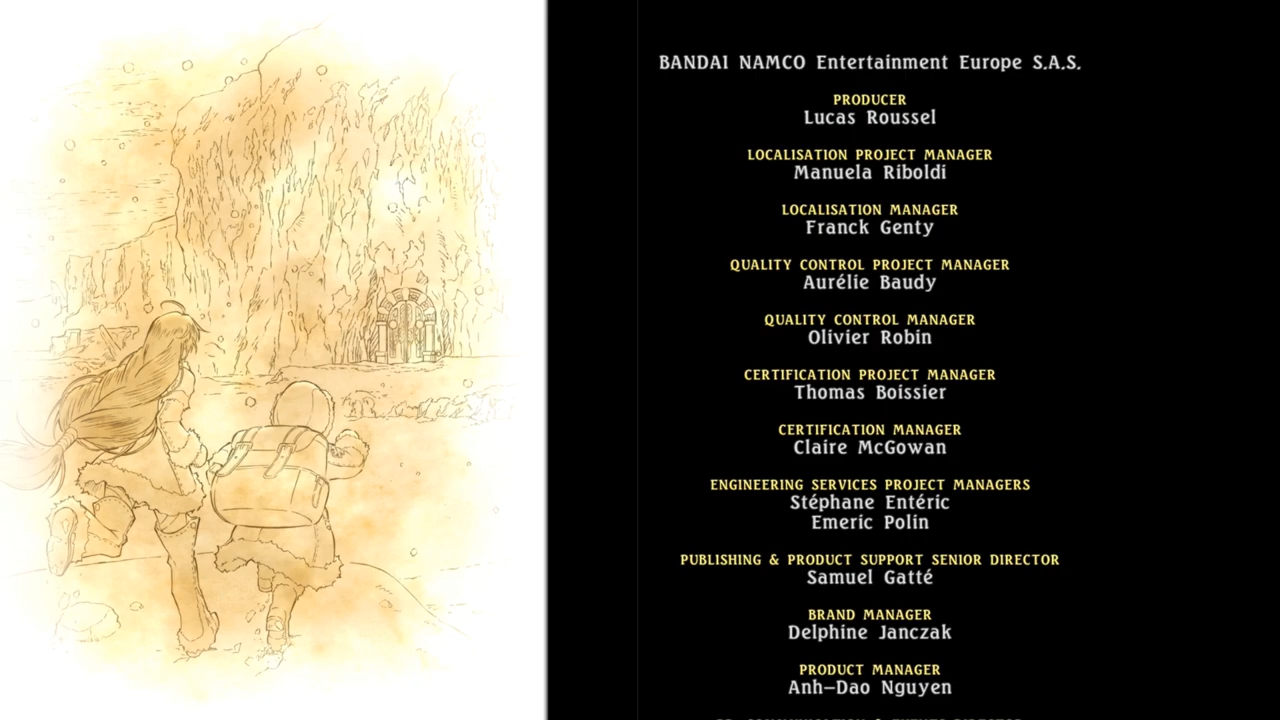 BANDAI NAMCO Entertainment Europe S.A.S.
PRODUCER
Lucas Roussel
LOCALISATION PROJECT MANAGER
Manuela Riboldi
LOCALISATION MANAGER
Franck Genty
QUALITY CONTROL PROJECT MANAGER
Aurélie Baudy
QUALITY CONTROL MANAGER
Olivier Robin
CERTIFICATION PROJECT MANAGER
Thomas Boissier
CERTIFICATION MANAGER
Claire McGowan
ENGINEERING SERVICES PROJECT MANAGERS
Stéphane Entéric
Emeric Polin
PUBLISHING & PRODUCT SUPPORT SENIOR DIRECTOR
Samuel Gatté
BRAND MANAGER
Delphine Janczak
PRODUCT MANAGER
Anh-Dao Nguyen